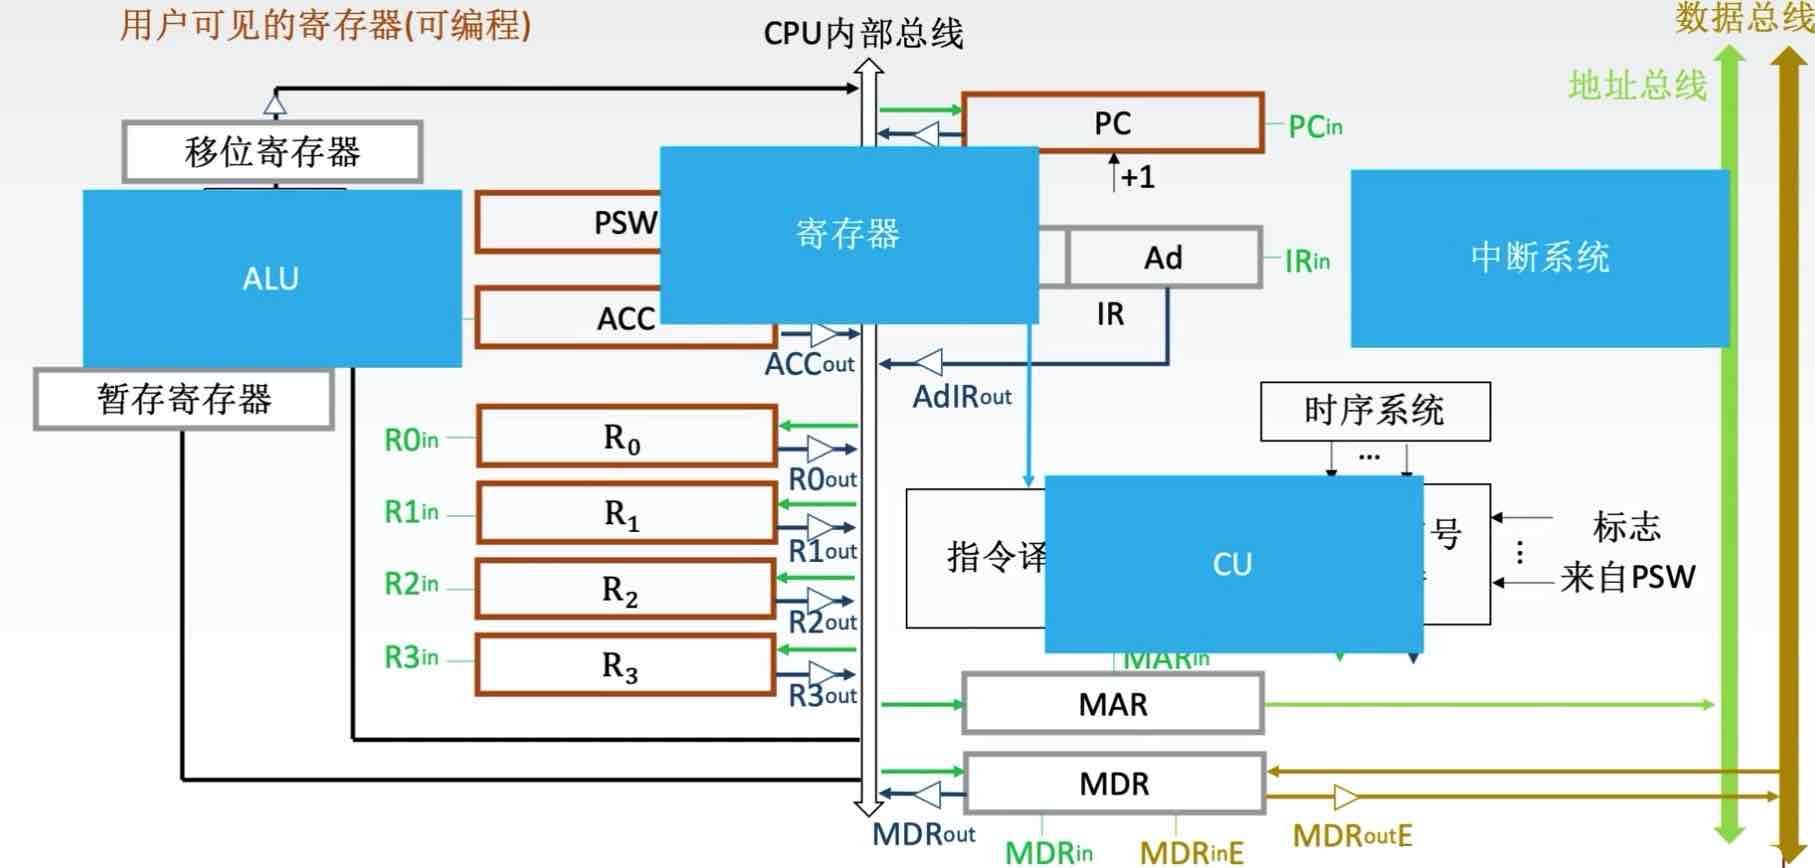 用户可见的寄存器(可编程)
CPU内部总线
数据总线
地址总线
移位寄存器
PC
PCin
+1
ALU
PSW
寄存器
Ad
IRin
IR
中断系统
ACC
ACCout
AdIRout
暂存寄存器
时序系统
...
R0in
R₀
R0out
R1in
R₁
R1out
R2in
R₂
R2out
R3in
R₃
R3out
指令译
CU
号
标志
⋮
来自PSW
MARin
MAR
MDR
MDRout
MDRin
MDRinE
MDRoutE